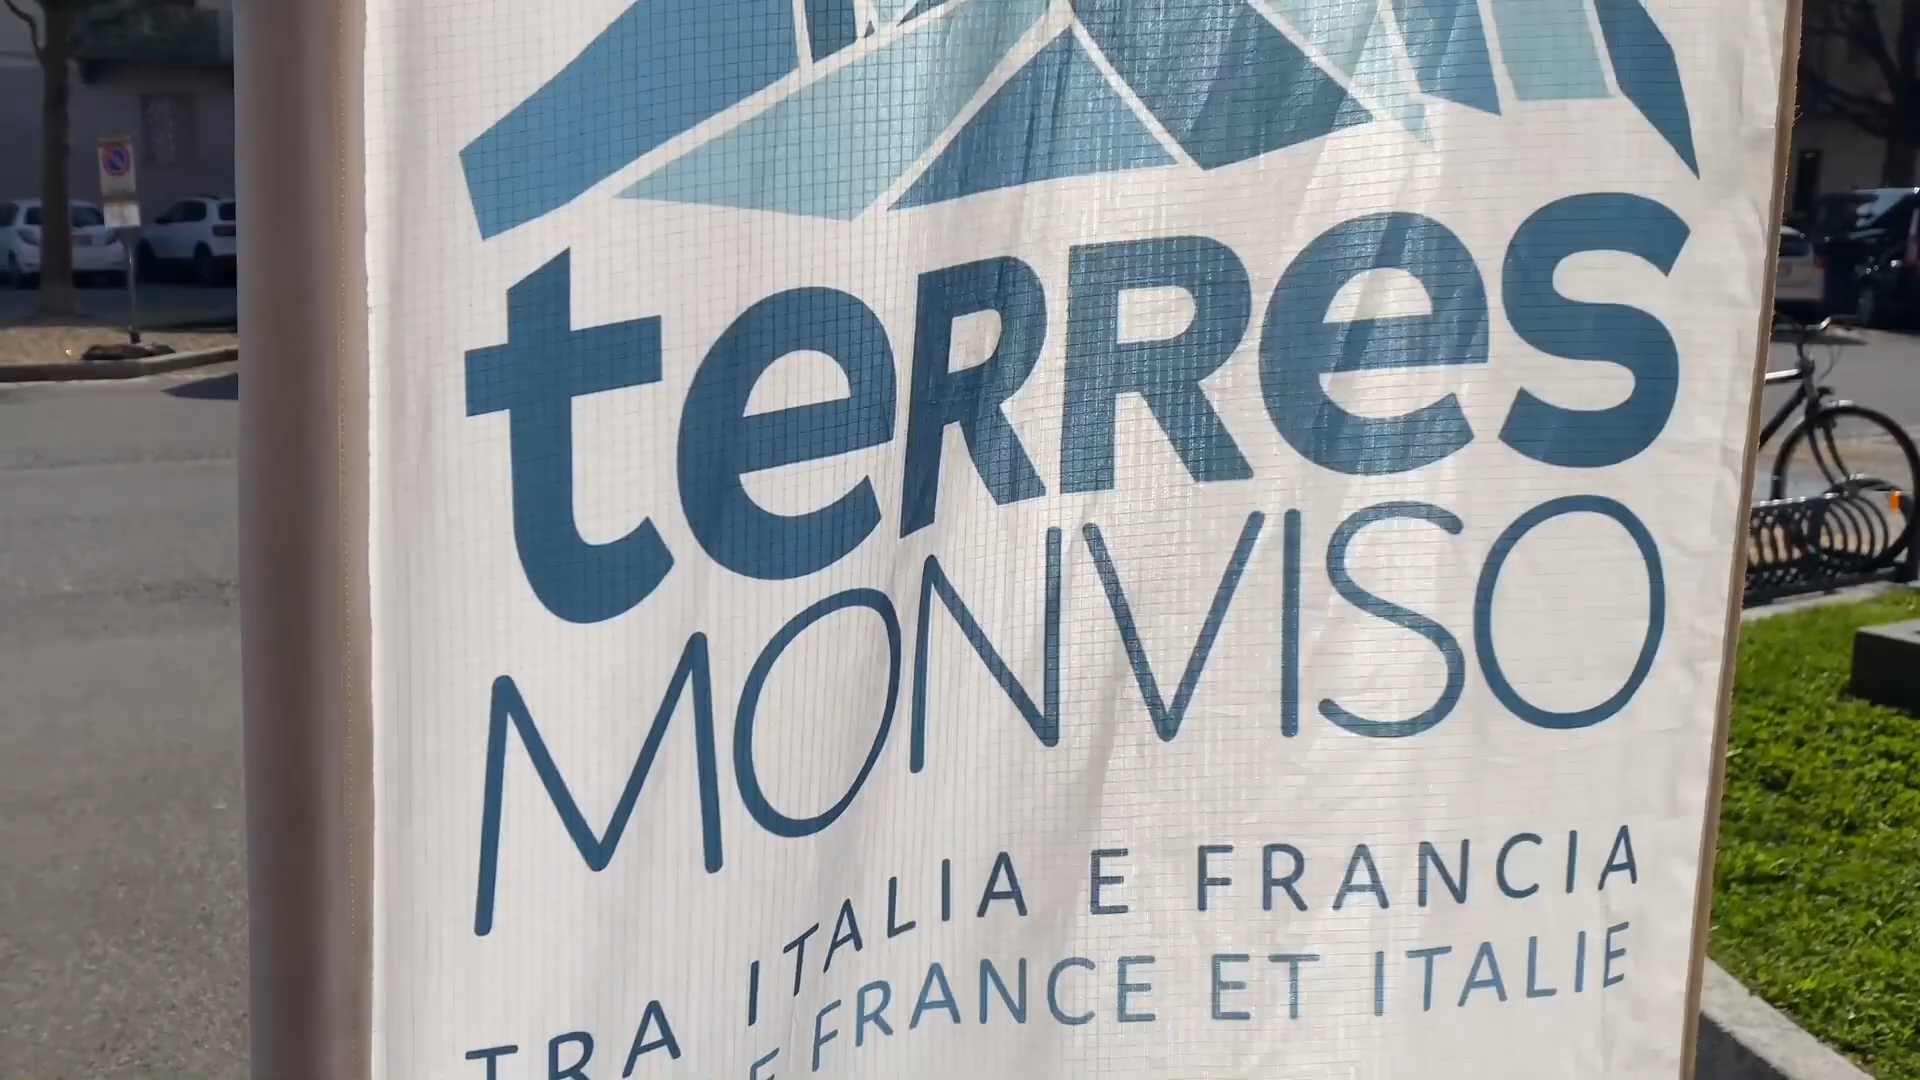 teRRes
MONVISO
TRA ITALIA E FRANCIA
FRANCE ET ITALIE